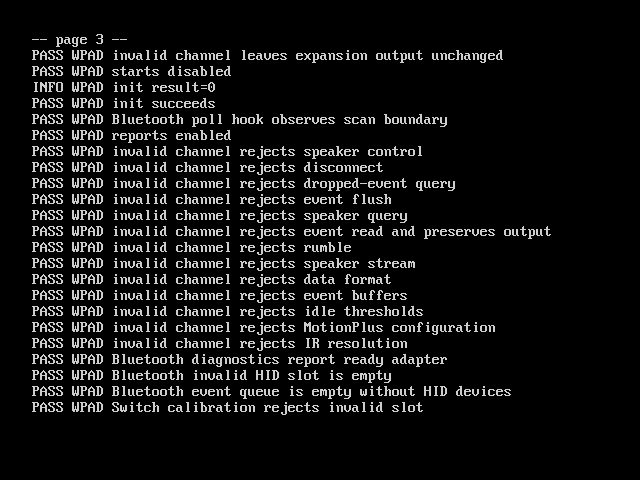 -- page 3 --
PASS WPAD invalid channel leaves expansion output unchanged
PASS WPAD starts disabled
INFO WPAD init result=0
PASS WPAD init succeeds
PASS WPAD Bluetooth poll hook observes scan boundary
PASS WPAD reports enabled
PASS WPAD invalid channel rejects speaker control
PASS WPAD invalid channel rejects disconnect
PASS WPAD invalid channel rejects dropped-event query
PASS WPAD invalid channel rejects event flush
PASS WPAD invalid channel rejects speaker query
PASS WPAD invalid channel rejects event read and preserves output
PASS WPAD invalid channel rejects rumble
PASS WPAD invalid channel rejects speaker stream
PASS WPAD invalid channel rejects data format
PASS WPAD invalid channel rejects event buffers
PASS WPAD invalid channel rejects idle thresholds
PASS WPAD invalid channel rejects MotionPlus configuration
PASS WPAD invalid channel rejects IR resolution
PASS WPAD Bluetooth diagnostics report ready adapter
PASS WPAD Bluetooth invalid HID slot is empty
PASS WPAD Bluetooth event queue is empty without HID devices
PASS WPAD Switch calibration rejects invalid slot